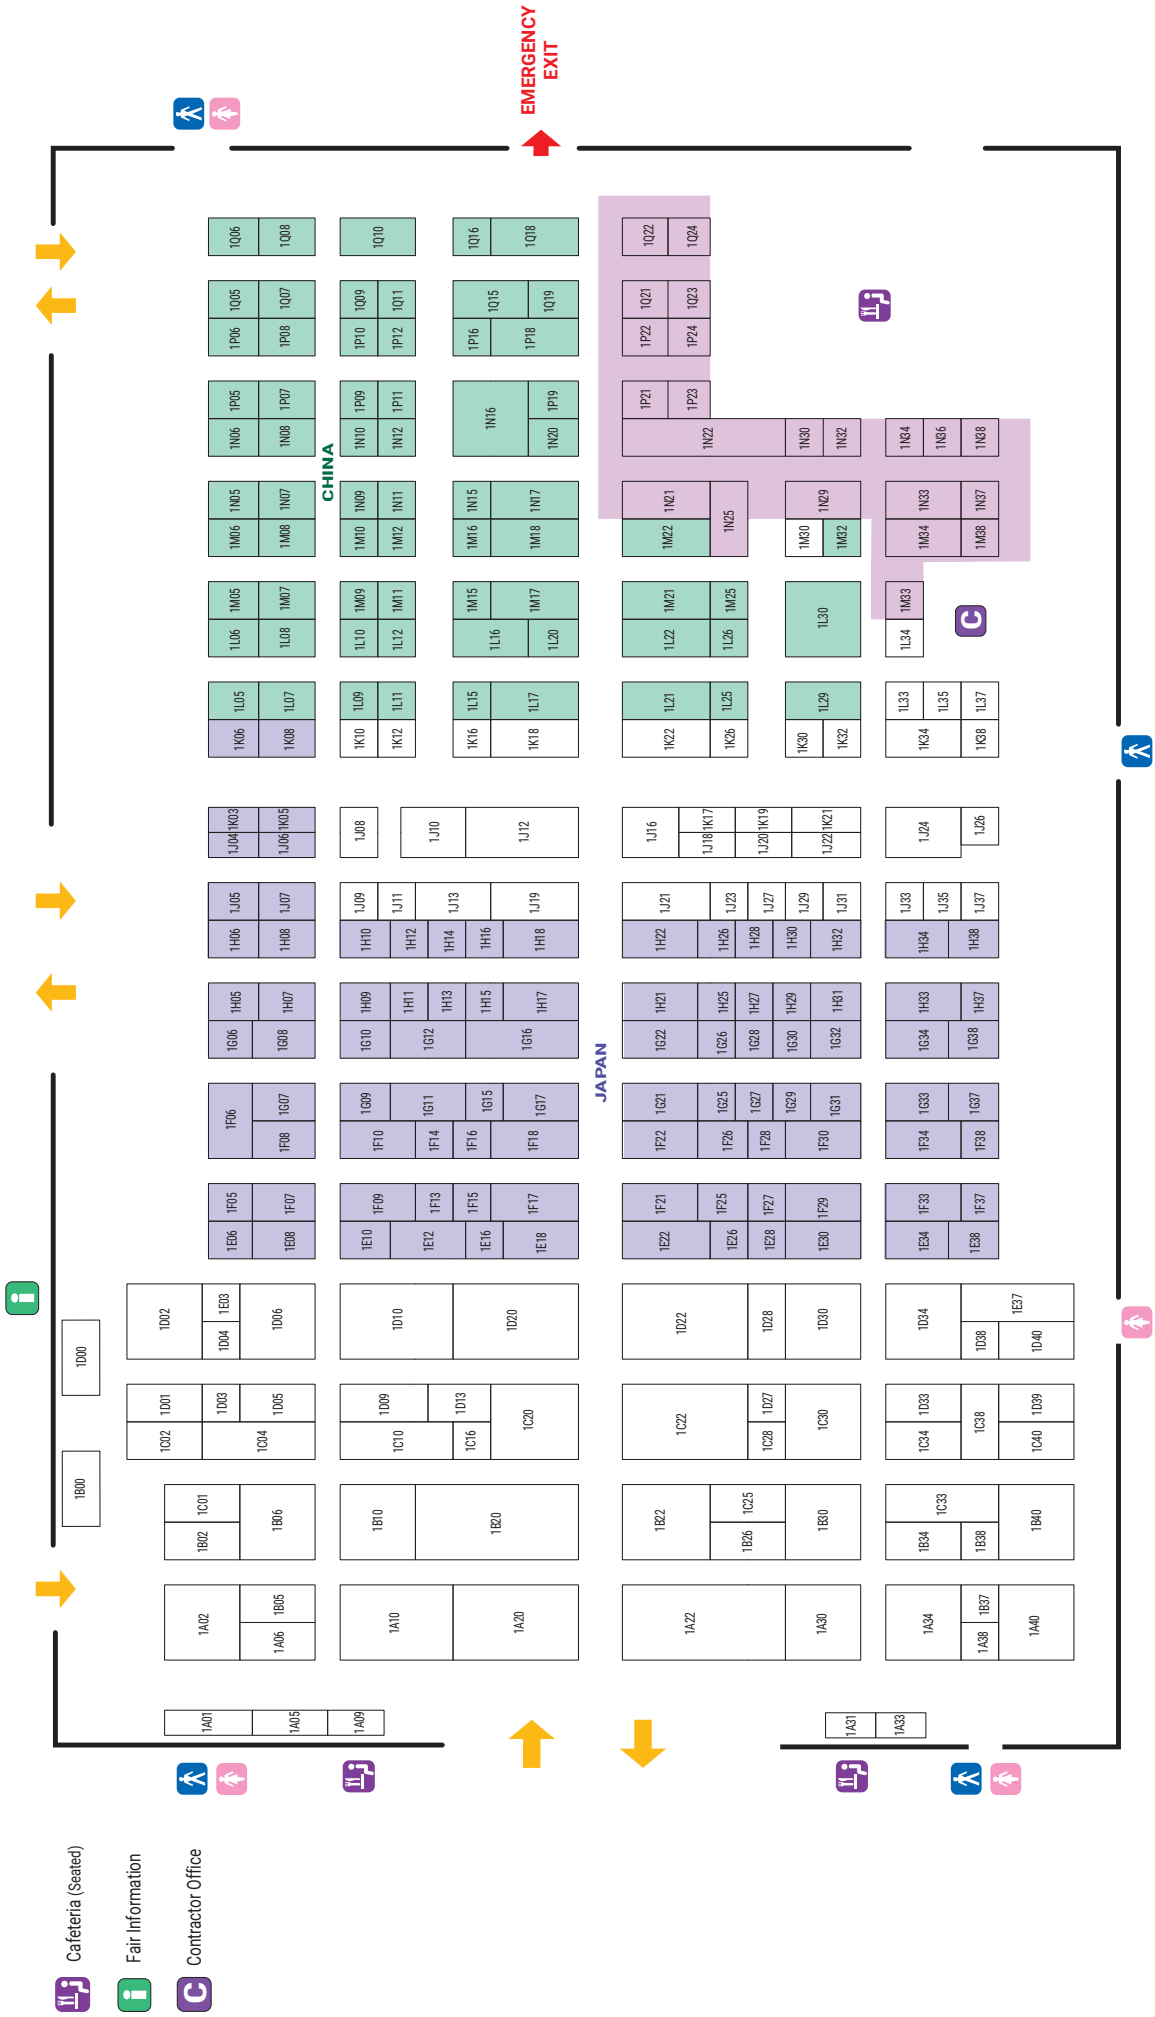 EMERGENCY
EXIT
1Q06 1Q08 1Q10 1Q16 1Q18 1Q22 1Q24
1Q05 1Q07 1Q09 1Q11 1Q15 1Q19 1Q21 1Q23
1P06 1P08 1P10 1P12 1P16 1P18 1P22 1P24
1P05 1P07 1P09 1P11 1N16 1P19 1P21 1P23
1N06 1N08 1N10 1N12 1N20 1N22 1N30 1N32 1N34 1N36 1N38
CHINA
1N05 1N07 1N09 1N11 1N15 1N17 1N21 1N25 1N29 1N33 1N37
1M06 1M08 1M10 1M12 1M16 1M18 1M22 1M30 1M32 1M34 1M38
1M05 1M07 1M09 1M11 1M15 1M17 1M21 1M25 1L30 1M33
1L06 1L08 1L10 1L12 1L16 1L20 1L22 1L26 1L34
C
1L05 1L07 1L09 1L11 1L15 1L17 1L21 1L25 1L29 1L33 1L35 1L37
1K06 1K08 1K10 1K12 1K16 1K18 1K22 1K26 1K30 1K32 1K34 1K38
1K03 1K05 1J08 1J10 1J12 1J16 1K17 1K19 1K21 1J24 1J26
1J04 1J06 1J18 1J20 1J22
1J05 1J07 1J09 1J11 1J13 1J19 1J21 1J23 1J27 1J29 1J31 1J33 1J35 1J37
1H06 1H08 1H10 1H12 1H14 1H16 1H18 1H22 1H26 1H28 1H30 1H32 1H34 1H38
1H05 1H07 1H09 1H11 1H13 1H15 1H17 1H21 1H25 1H27 1H29 1H31 1H33 1H37
1G06 1G08 1G10 1G12 1G16 1G22 1G26 1G28 1G30 1G32 1G34 1G38
JAPAN
1F06 1G07 1G09 1G11 1G15 1G17 1G21 1G25 1G27 1G29 1G31 1G33 1G37
1F08 1F10 1F14 1F16 1F18 1F22 1F26 1F28 1F30 1F34 1F38
1F05 1F07 1F09 1F13 1F15 1F17 1F21 1F25 1F27 1F29 1F33 1F37
1E06 1E08 1E10 1E12 1E16 1E18 1E22 1E26 1E28 1E30 1E34 1E38
i
1D00 1D02 1E03 1D04 1D06 1D10 1D20 1D22 1D28 1D30 1D34 1E37 1D38 1D40
1D01 1D03 1D05 1D09 1D13 1C20 1C22 1D27 1C30 1D33 1C38 1D39
1C02 1C04 1C10 1C16 1C28 1C34 1C40
1B00 1C01 1B02 1B06 1B10 1B20 1B22 1C25 1B26 1B30 1C33 1B34 1B38 1B40
1A02 1B05 1A06 1A10 1A20 1A22 1A30 1A34 1B37 1A38 1A40
1A01 1A05 1A09 1A31 1A33
Cafeteria (Seated)
i Fair Information
C Contractor Office